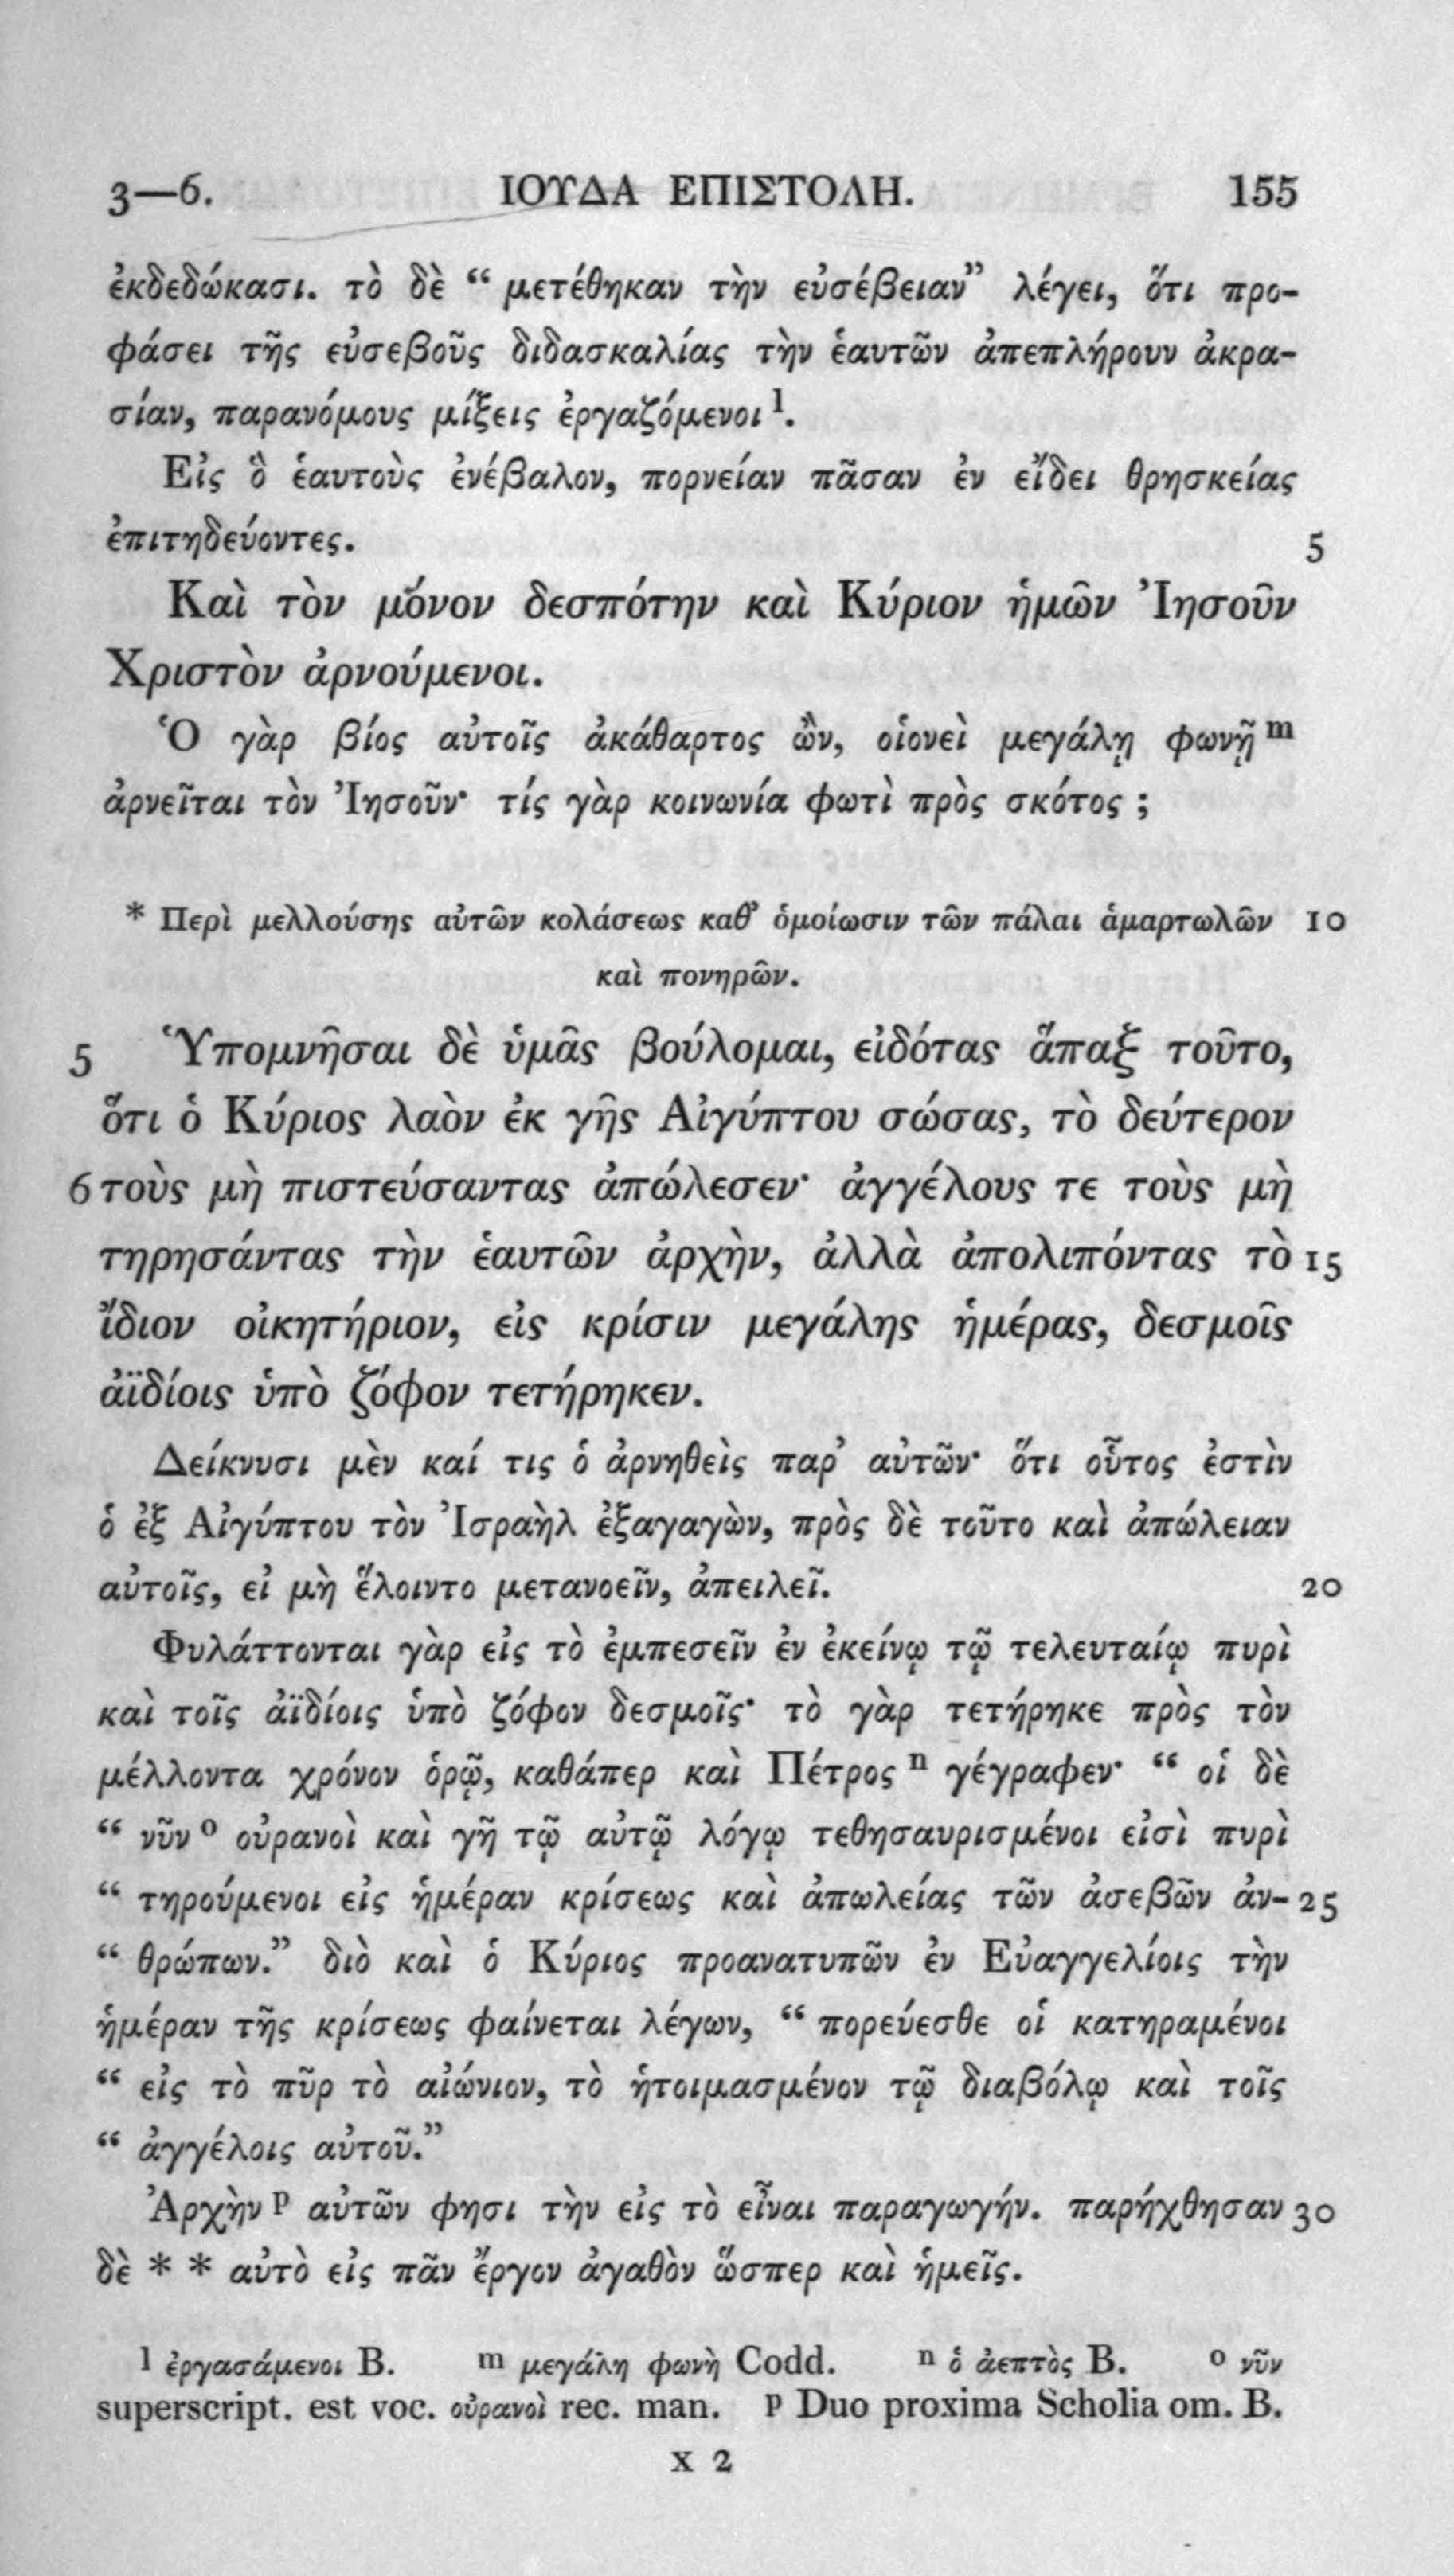 3—6. ΙΟΥΔΑ ΕΠΙΣΤΟΛΗ. 155
ἐκδεδώκασι. τὸ δὲ “ μετέθηκαν τὴν εὐσέβειαν” λέγει, ὅτι προ-
φάσει τῆς εὐσεβοῦς διδασκαλίας τὴν ἑαυτῶν ἀπεπλήρουν ἀκρα-
σίαν, παρανόμους μίξεις ἐργαζόμενοι l.
Εἰς ὃ ἑαυτοὺς ἐνέβαλον, πορνείαν πᾶσαν ἐν εἴδει θρησκείας
ἐπιτηδεύοντες. 5
Καὶ τὸν μόνον δεσπότην καὶ Κύριον ἡμῶν Ἰησοῦν
Χριστὸν ἀρνούμενοι.
Ὁ γὰρ βίος αὐτοῖς ἀκάθαρτος ὢν, οἱονεὶ μεγάλῃ φωνῇ m
ἀρνεῖται τὸν Ἰησοῦν· τίς γὰρ κοινωνία φωτὶ πρὸς σκότος ;
* Περὶ μελλούσης αὐτῶν κολάσεως καθ’ ὁμοίωσιν τῶν πάλαι ἁμαρτωλῶν 10
καὶ πονηρῶν.
5 Ὑπομνῆσαι δὲ ὑμᾶς βούλομαι, εἰδότας ἅπαξ τοῦτο,
ὅτι ὁ Κύριος λαὸν ἐκ γῆς Αἰγύπτου σώσας, τὸ δεύτερον
6 τοὺς μὴ πιστεύσαντας ἀπώλεσεν· ἀγγέλους τε τοὺς μὴ
τηρησάντας τὴν ἑαυτῶν ἀρχὴν, ἀλλὰ ἀπολιπόντας τὸ 15
ἴδιον οἰκητήριον, εἰς κρίσιν μεγάλης ἡμέρας, δεσμοῖς
ἀϊδίοις ὑπὸ ζόφον τετήρηκεν.
Δείκνυσι μὲν καί τις ὁ ἀρνηθεὶς παρ’ αὐτῶν· ὅτι οὗτος ἐστὶν
ὁ ἐξ Αἰγύπτου τὸν Ἰσραὴλ ἐξαγαγὼν, πρὸς δὲ τοῦτο καὶ ἀπώλειαν
αὐτοῖς, εἰ μὴ ἕλοιντο μετανοεῖν, ἀπειλεῖ. 20
Φυλάττονται γὰρ εἰς τὸ ἐμπεσεῖν ἐν ἐκείνῳ τῷ τελευταίῳ πυρὶ
καὶ τοῖς ἀϊδίοις ὑπὸ ζόφον δεσμοῖς· τὸ γὰρ τετήρηκε πρὸς τὸν
μέλλοντα χρόνον ὁρᾷ, καθάπερ καὶ Πέτρος n γέγραφεν· “ οἱ δὲ
“ νῦν o οὐρανοὶ καὶ γῆ τῷ αὐτῷ λόγῳ τεθησαυρισμένοι εἰσὶ πυρὶ
“ τηρούμενοι εἰς ἡμέραν κρίσεως καὶ ἀπωλείας τῶν ἀσεβῶν ἀν- 25
“ θρώπων.” διὸ καὶ ὁ Κύριος προανατυπῶν ἐν Εὐαγγελίοις τὴν
ἡμέραν τῆς κρίσεως φαίνεται λέγων, “ πορεύεσθε οἱ κατηραμένοι
“ εἰς τὸ πῦρ τὸ αἰώνιον, τὸ ἡτοιμασμένον τῷ διαβόλῳ καὶ τοῖς
“ ἀγγέλοις αὐτοῦ.”
Ἀρχὴν p αὐτῶν φησι τὴν εἰς τὸ εἶναι παραγωγήν. παρήχθησαν 30
δὲ * * αὐτὸ εἰς πᾶν ἔργον ἀγαθὸν ὥσπερ καὶ ἡμεῖς.
l ἐργασάμενοι B. m μεγάλη φωνὴ Codd. n ὁ ἀεπτὸς B. o νῦν
superscript. est voc. οὐρανοὶ rec. man. p Duo proxima Scholia om. B.
X 2